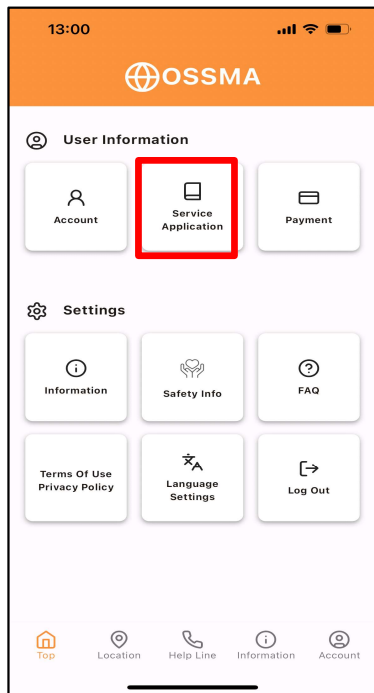 13:00
OSSMA
User Information
Account
Service
Application
Payment
Settings
Information
Safety Info
FAQ
Terms Of Use
Privacy Policy
Language
Settings
Log Out
Top
Location
Help Line
Information
Account